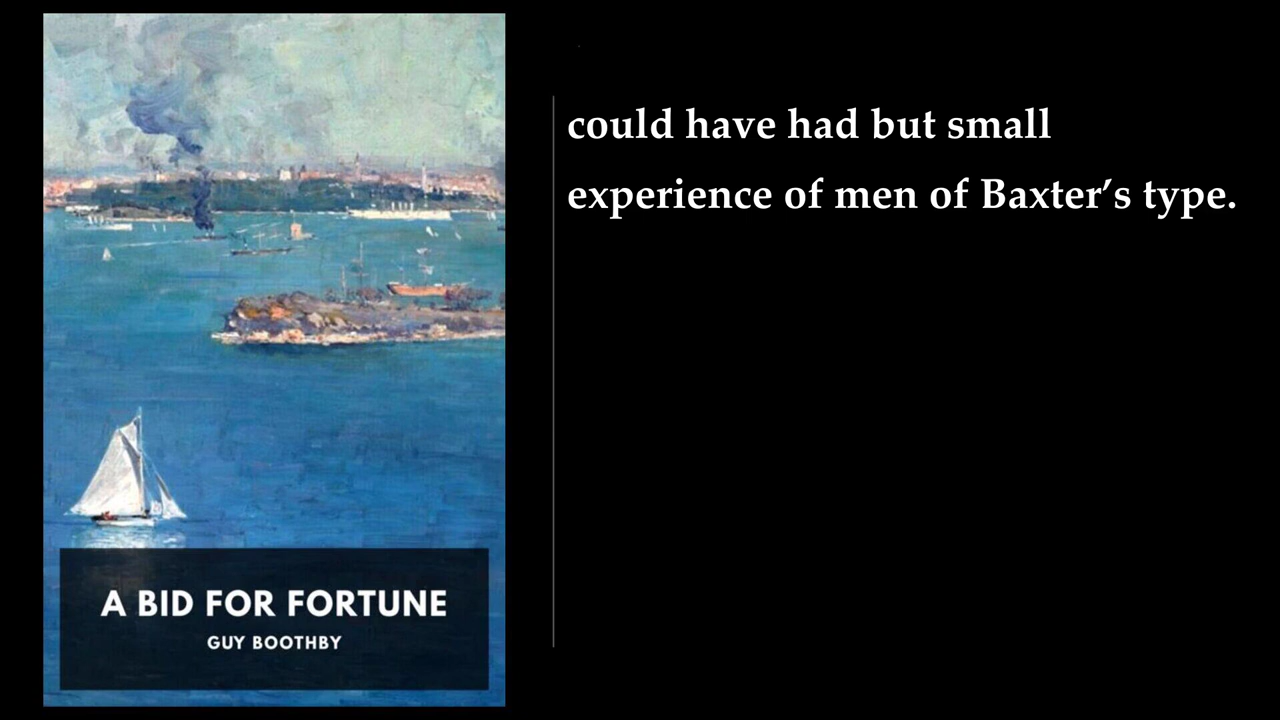 could have had but small
experience of men of Baxter’s type.
A BID FOR FORTUNE
GUY BOOTHBY